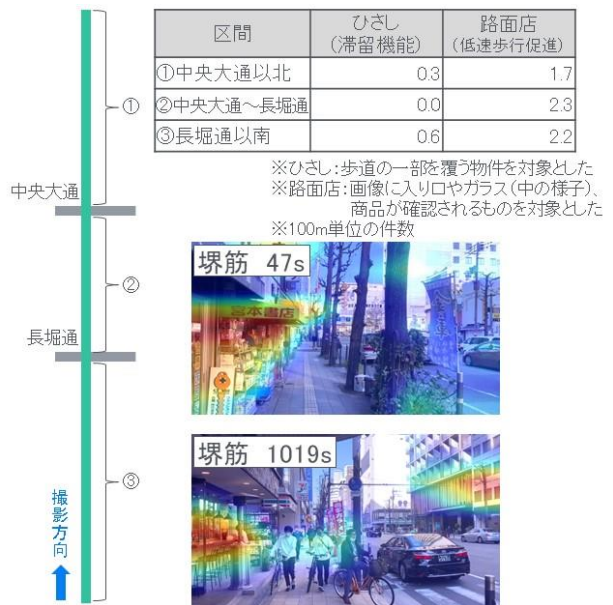 区間
ひさし
(滞留機能)
路面店
(低速歩行促進)
①中央大通以北
0.3
1.7
②中央大通～長堀通
0.0
2.3
③長堀通以南
0.6
2.2
※ひさし：歩道の一部を覆う物件を対象とした
※路面店：画像に入り口やガラス（中の様子）、
商品が確認されるものを対象とした
※100m単位の件数
①
中央大通
②
長堀通
③
撮影方向
堺筋 47s
宮本書店
堺筋 1019s